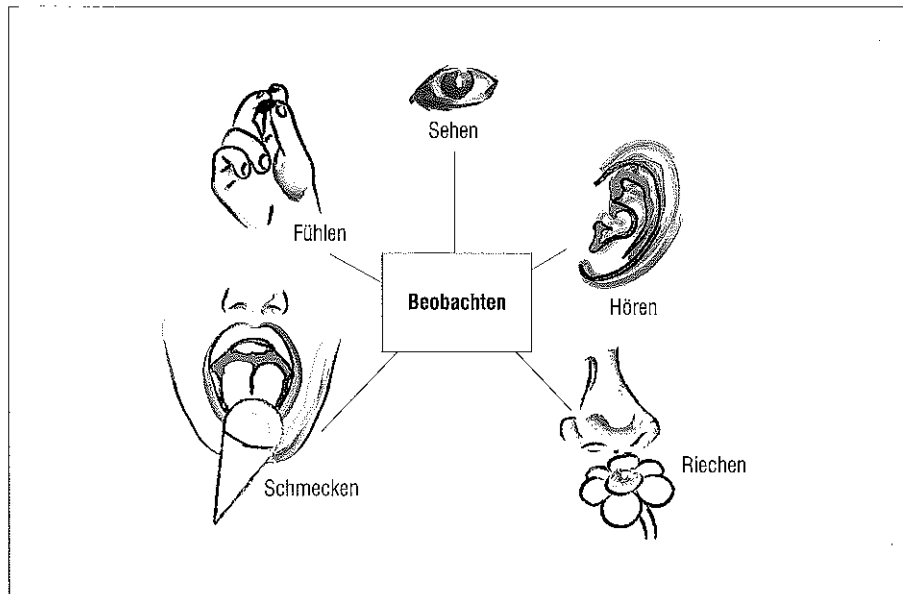 Sehen
Fühlen
Beobachten
Hören
Riechen
Schmecken